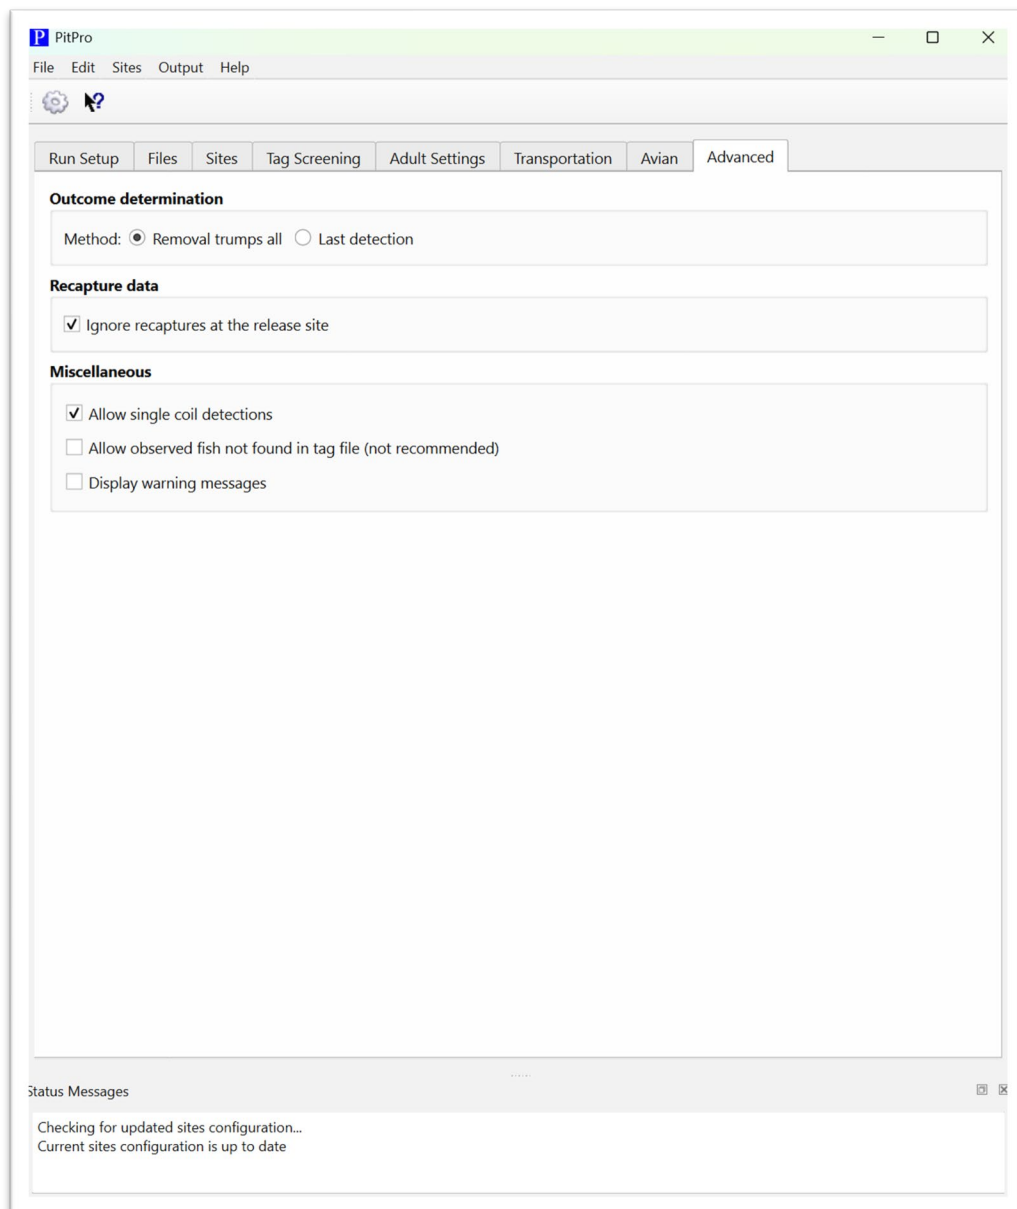 P PitPro
File Edit Sites Output Help
Run Setup Files Sites Tag Screening Adult Settings Transportation Avian Advanced
Outcome determination
Method: Removal trumps all Last detection
Recapture data
Ignore recaptures at the release site
Miscellaneous
Allow single coil detections
Allow observed fish not found in tag file (not recommended)
Display warning messages
Status Messages
Checking for updated sites configuration...
Current sites configuration is up to date